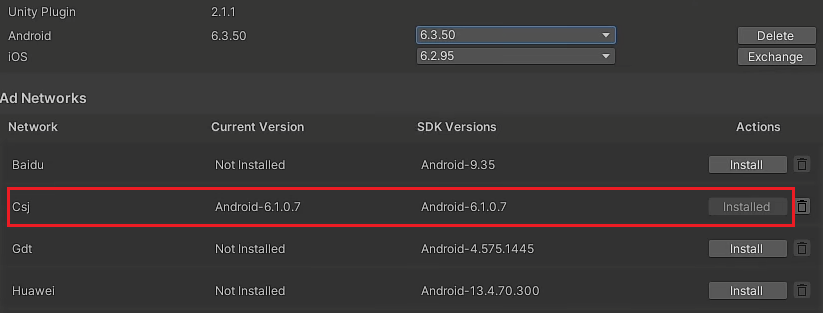 Unity Plugin 2.1.1
Android 6.3.50 6.3.50 Delete
iOS 6.2.95 Exchange
Ad Networks
Network Current Version SDK Versions Actions
Baidu Not Installed Android-9.35 Install
Csj Android-6.1.0.7 Android-6.1.0.7 Installed
Gdt Not Installed Android-4.575.1445 Install
Huawei Not Installed Android-13.4.70.300 Install